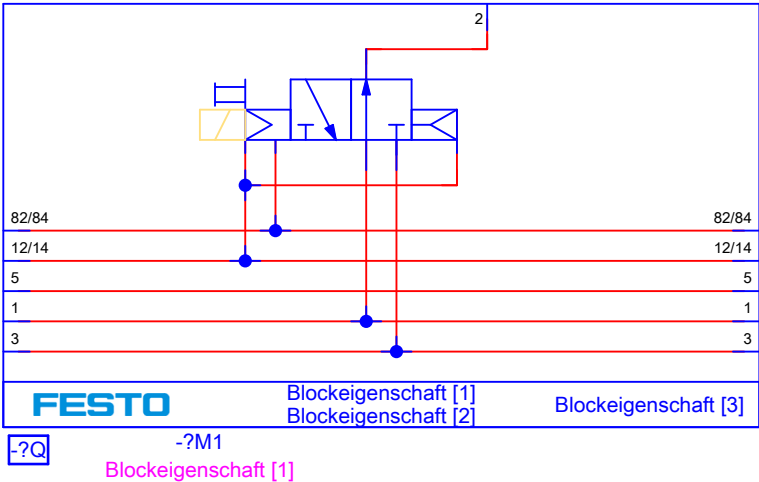 2
82/84 82/84
12/14 12/14
5 5
1 1
3 3
FESTO Blockeigenschaft [1] Blockeigenschaft [3]
Blockeigenschaft [2]
-?Q -?M1
Blockeigenschaft [1]